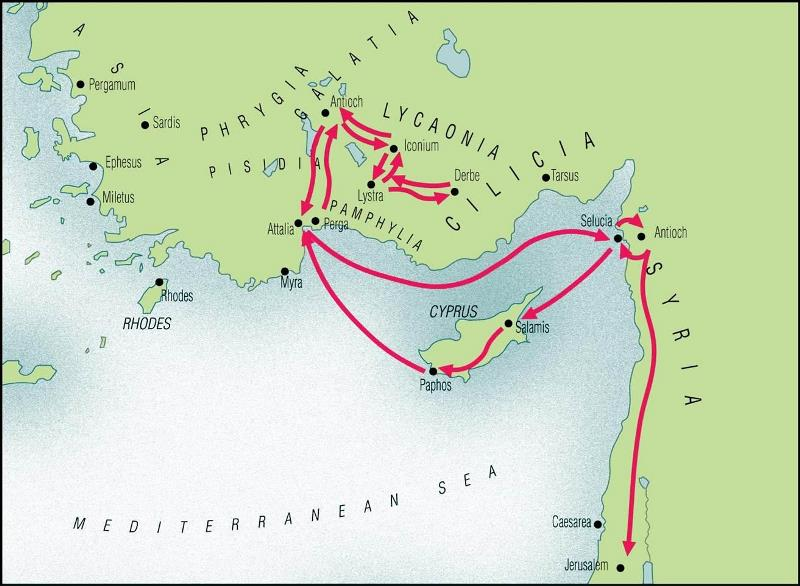 ASIA
Pergamum
Sardis
Ephesus
Miletus
PHRYGIA
GALATIA
Antioch
LYCAONIA
Iconium
PISIDIA
Lystra
Derbe
CILICIA
Tarsus
PAMPHYLIA
Attalia
Perga
Selucia
Antioch
SYRIA
Myra
Rhodes
RHODES
CYPRUS
Salamis
Paphos
MEDITERRANEAN SEA
Caesarea
Jerusalem